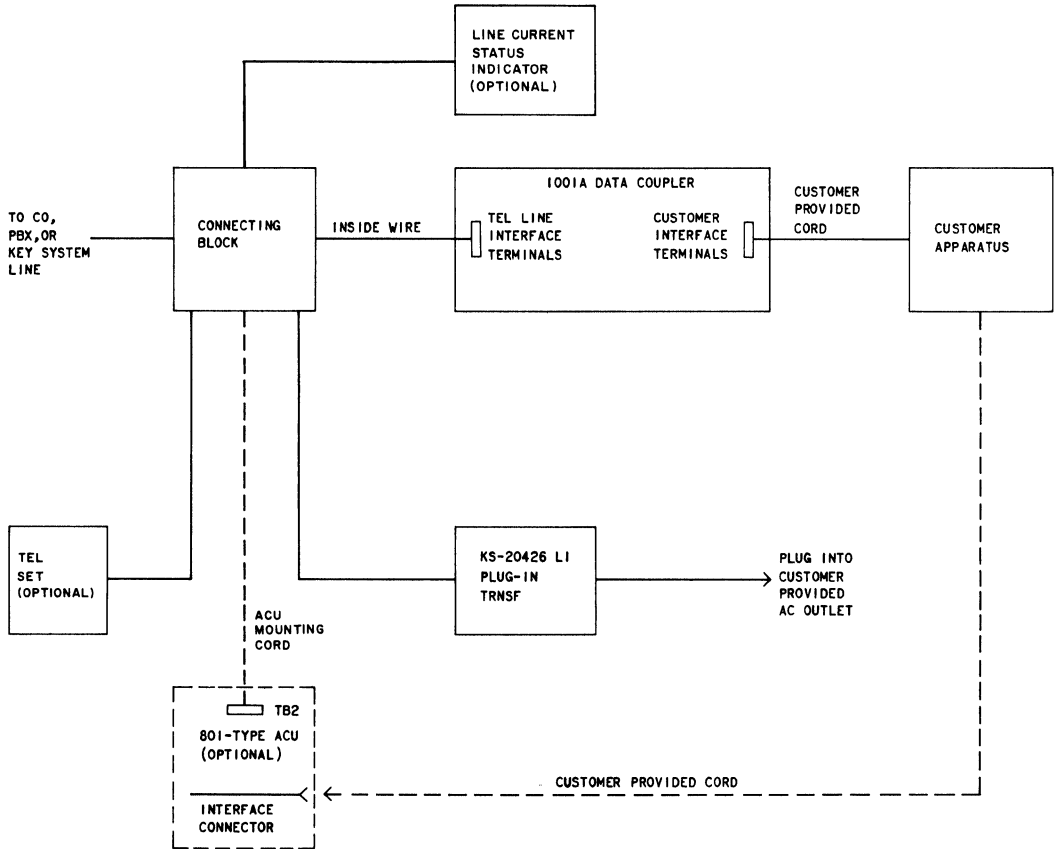 LINE CURRENT
STATUS
INDICATOR
(OPTIONAL)
TO CO,
PBX, OR
KEY SYSTEM
LINE
CONNECTING
BLOCK
INSIDE WIRE
1001A DATA COUPLER
TEL LINE
INTERFACE
TERMINALS
CUSTOMER
INTERFACE
TERMINALS
CUSTOMER
PROVIDED
CORD
CUSTOMER
APPARATUS
TEL
SET
(OPTIONAL)
ACU
MOUNTING
CORD
KS-20426 L1
PLUG-IN
TRNSF
PLUG INTO
CUSTOMER
PROVIDED
AC OUTLET
TB2
801-TYPE ACU
(OPTIONAL)
INTERFACE
CONNECTOR
CUSTOMER PROVIDED CORD